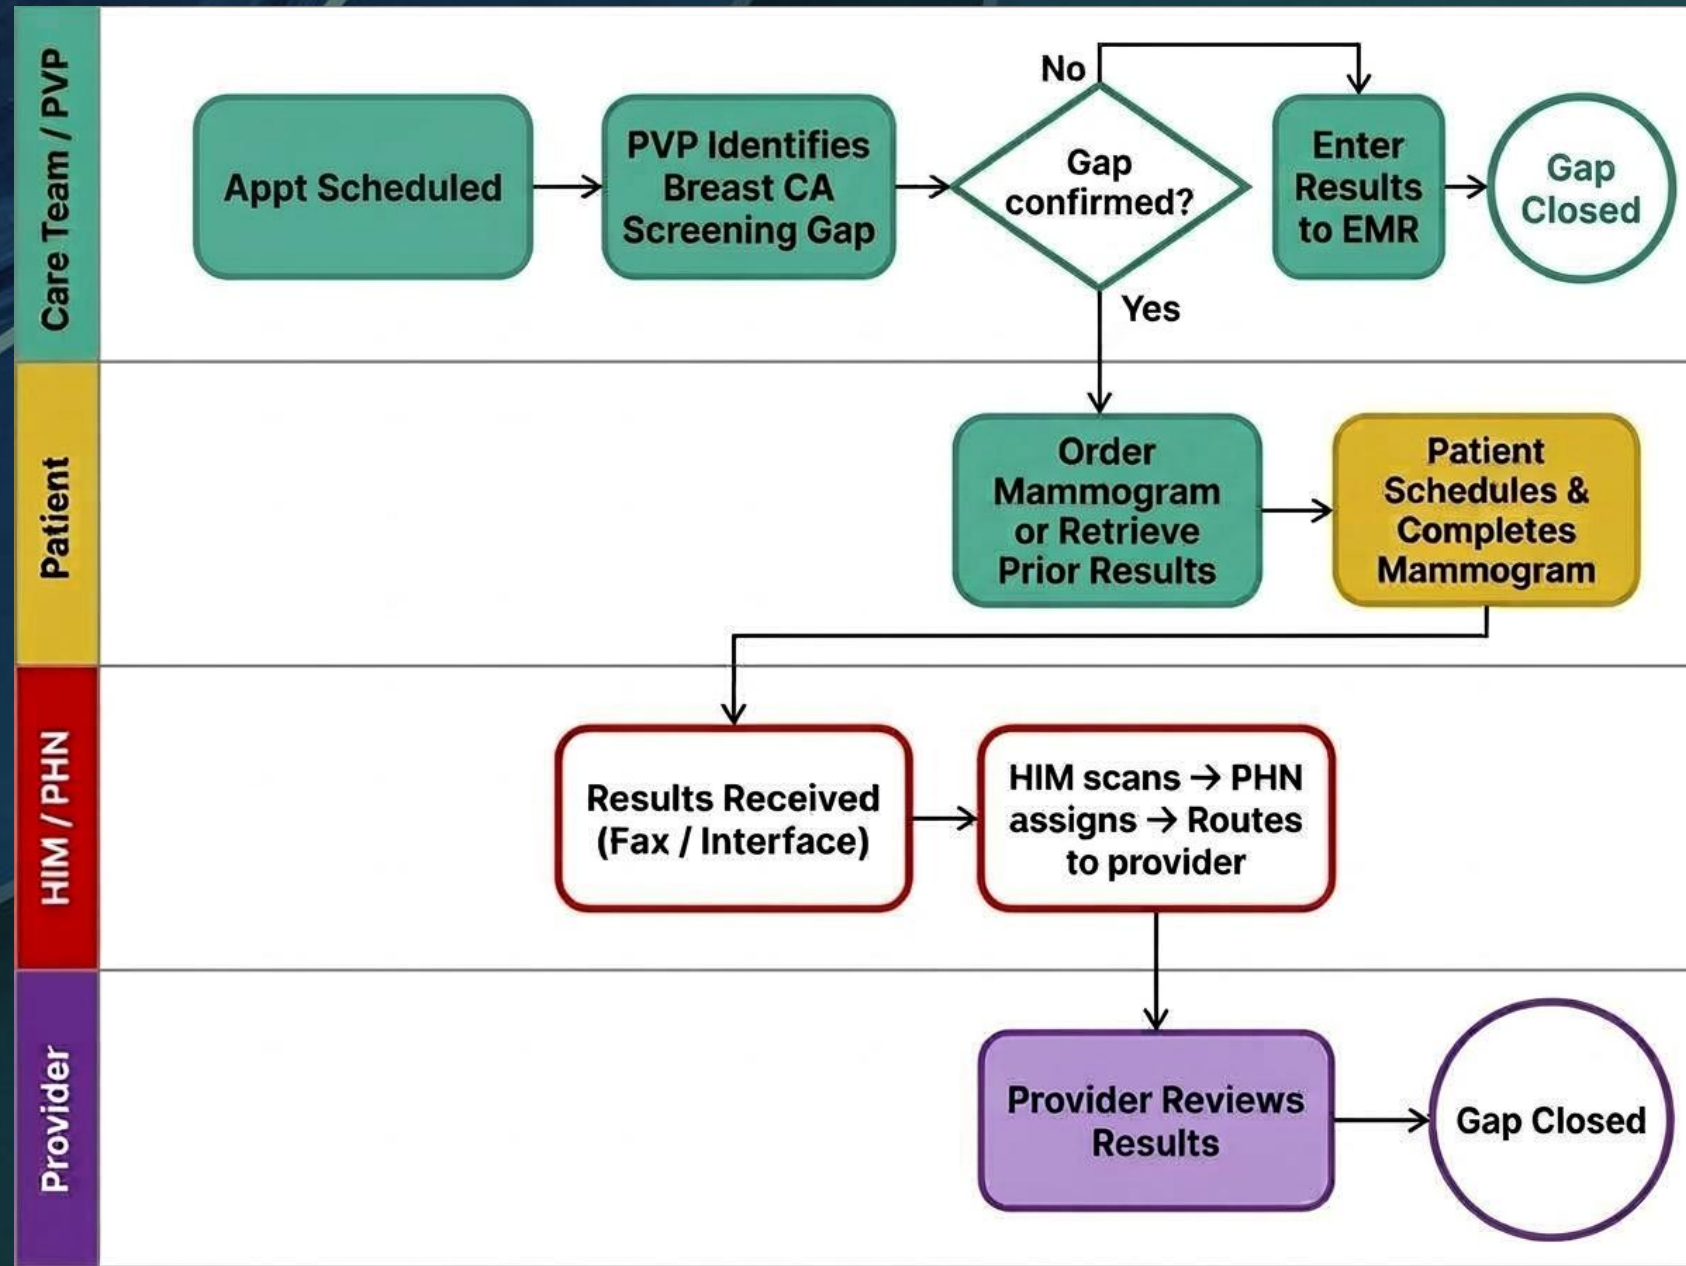 Care Team / PVP
Appt Scheduled
PVP Identifies
Breast CA
Screening Gap
No
Gap
confirmed?
Yes
Enter
Results
to EMR
Gap
Closed
Patient
Order
Mammogram
or Retrieve
Prior Results
Patient
Schedules &
Completes
Mammogram
HIM / PHN
Results Received
(Fax / Interface)
HIM scans → PHN
assigns → Routes
to provider
Provider
Provider Reviews
Results
Gap Closed